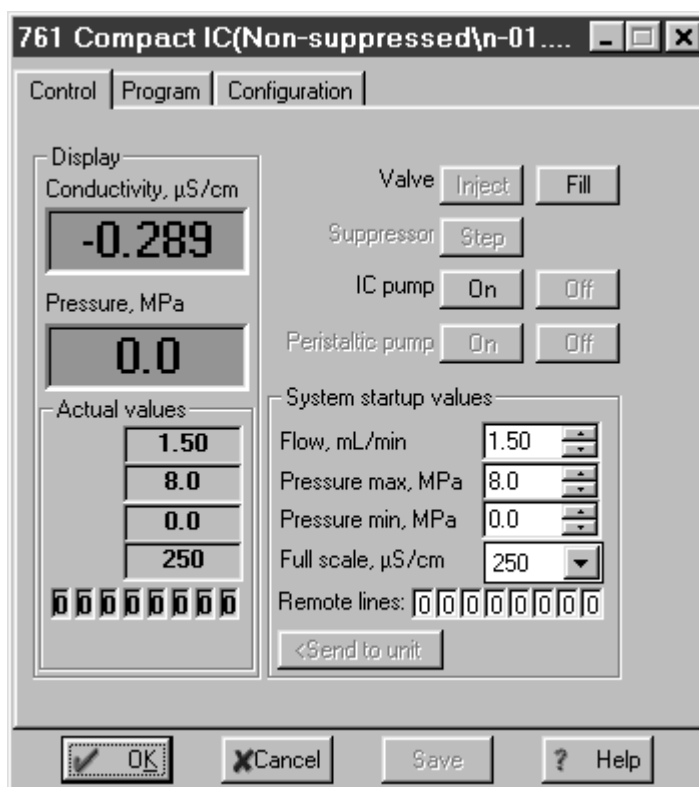 761 Compact IC(Non-suppressed\n-01....
Control Program Configuration
Display
Conductivity, µS/cm
-0.289
Pressure, MPa
0.0
Actual values
1.50
8.0
0.0
250
0 0 0 0 0 0 0 0
Valve Inject Fill
Suppressor Step
IC pump On Off
Peristaltic pump On Off
System startup values
Flow, mL/min 1.50
Pressure max, MPa 8.0
Pressure min, MPa 0.0
Full scale, µS/cm 250
Remote lines: 0 0 0 0 0 0 0 0
<Send to unit
OK Cancel Save ? Help